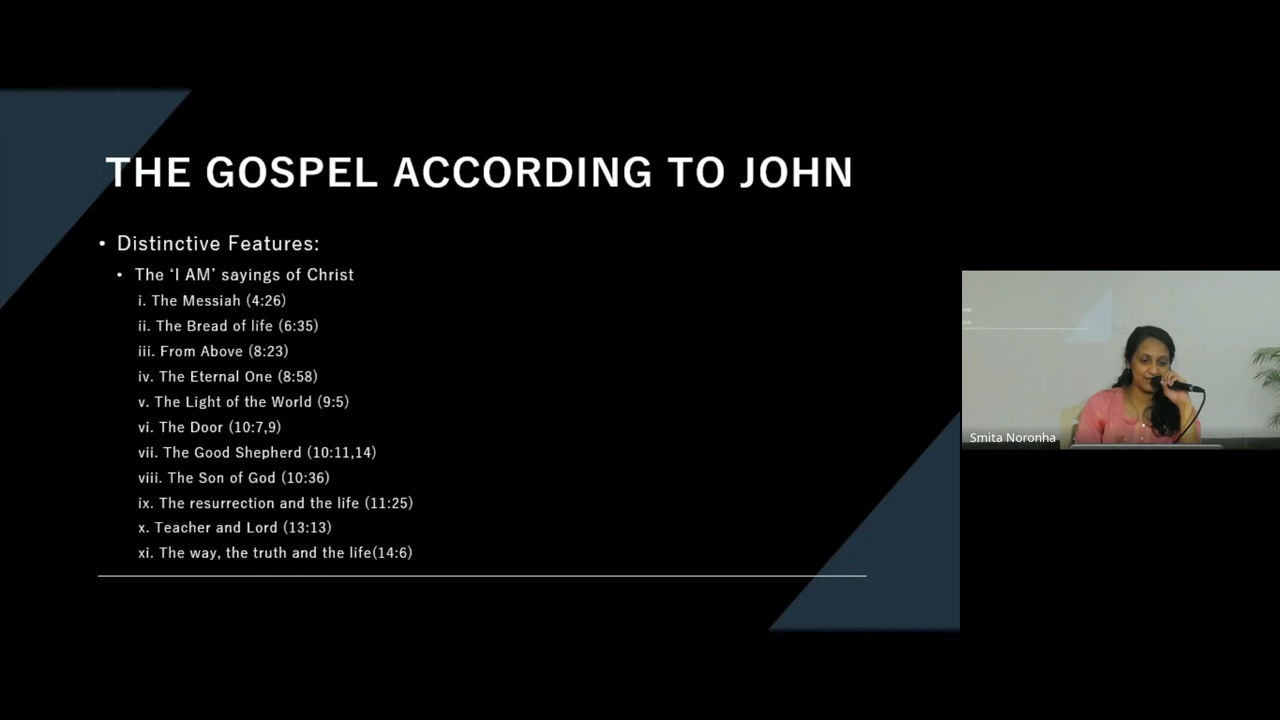 THE GOSPEL ACCORDING TO JOHN
• Distinctive Features:
• The ‘I AM’ sayings of Christ
i. The Messiah (4:26)
ii. The Bread of life (6:35)
iii. From Above (8:23)
iv. The Eternal One (8:58)
v. The Light of the World (9:5)
vi. The Door (10:7,9)
vii. The Good Shepherd (10:11,14)
viii. The Son of God (10:36)
ix. The resurrection and the life (11:25)
x. Teacher and Lord (13:13)
xi. The way, the truth and the life(14:6)
Smita Noronha